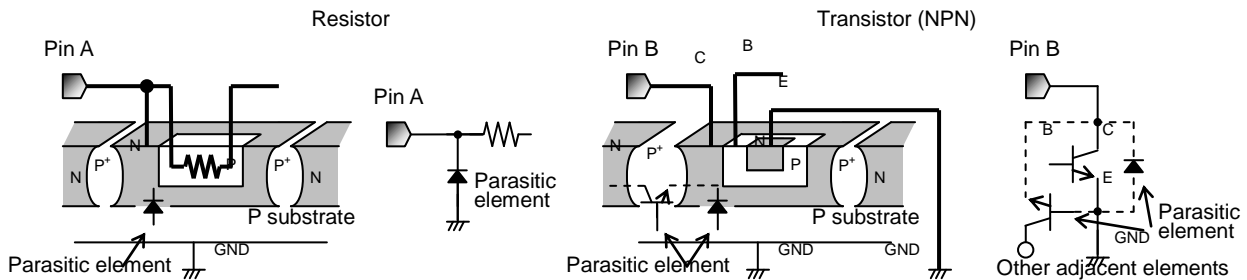 Resistor
Transistor (NPN)
Pin A
Pin B
C
B
E
Pin B
Pin A
N
P+
N
P
P+
N
N
P+
N
P
P+
N
B
C
E
Parasitic
element
P substrate
P substrate
Parasitic
element
GND
GND
GND
GND
Parasitic element
Parasitic element
Other adjacent elements